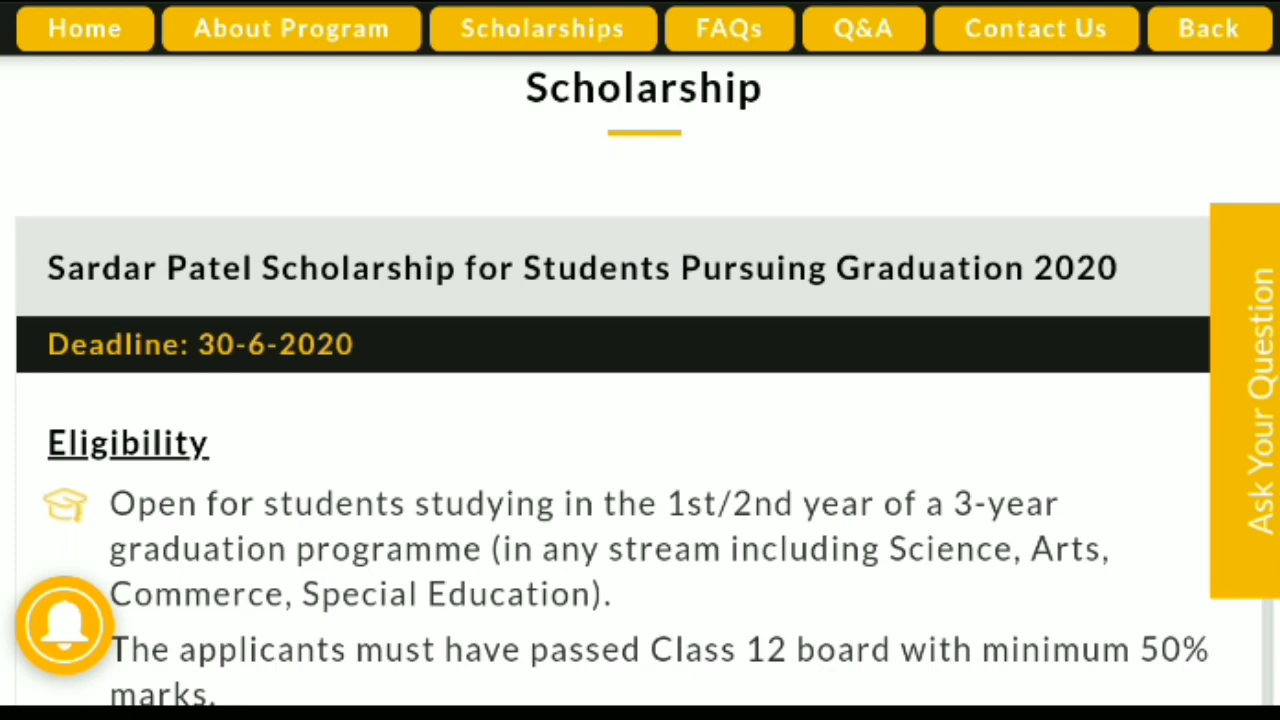 Home About Program Scholarships FAQs Q&A Contact Us Back
Scholarship
Sardar Patel Scholarship for Students Pursuing Graduation 2020
Deadline: 30-6-2020
Ask Your Question
Eligibility
Open for students studying in the 1st/2nd year of a 3-year
graduation programme (in any stream including Science, Arts,
Commerce, Special Education).
The applicants must have passed Class 12 board with minimum 50%
marks.